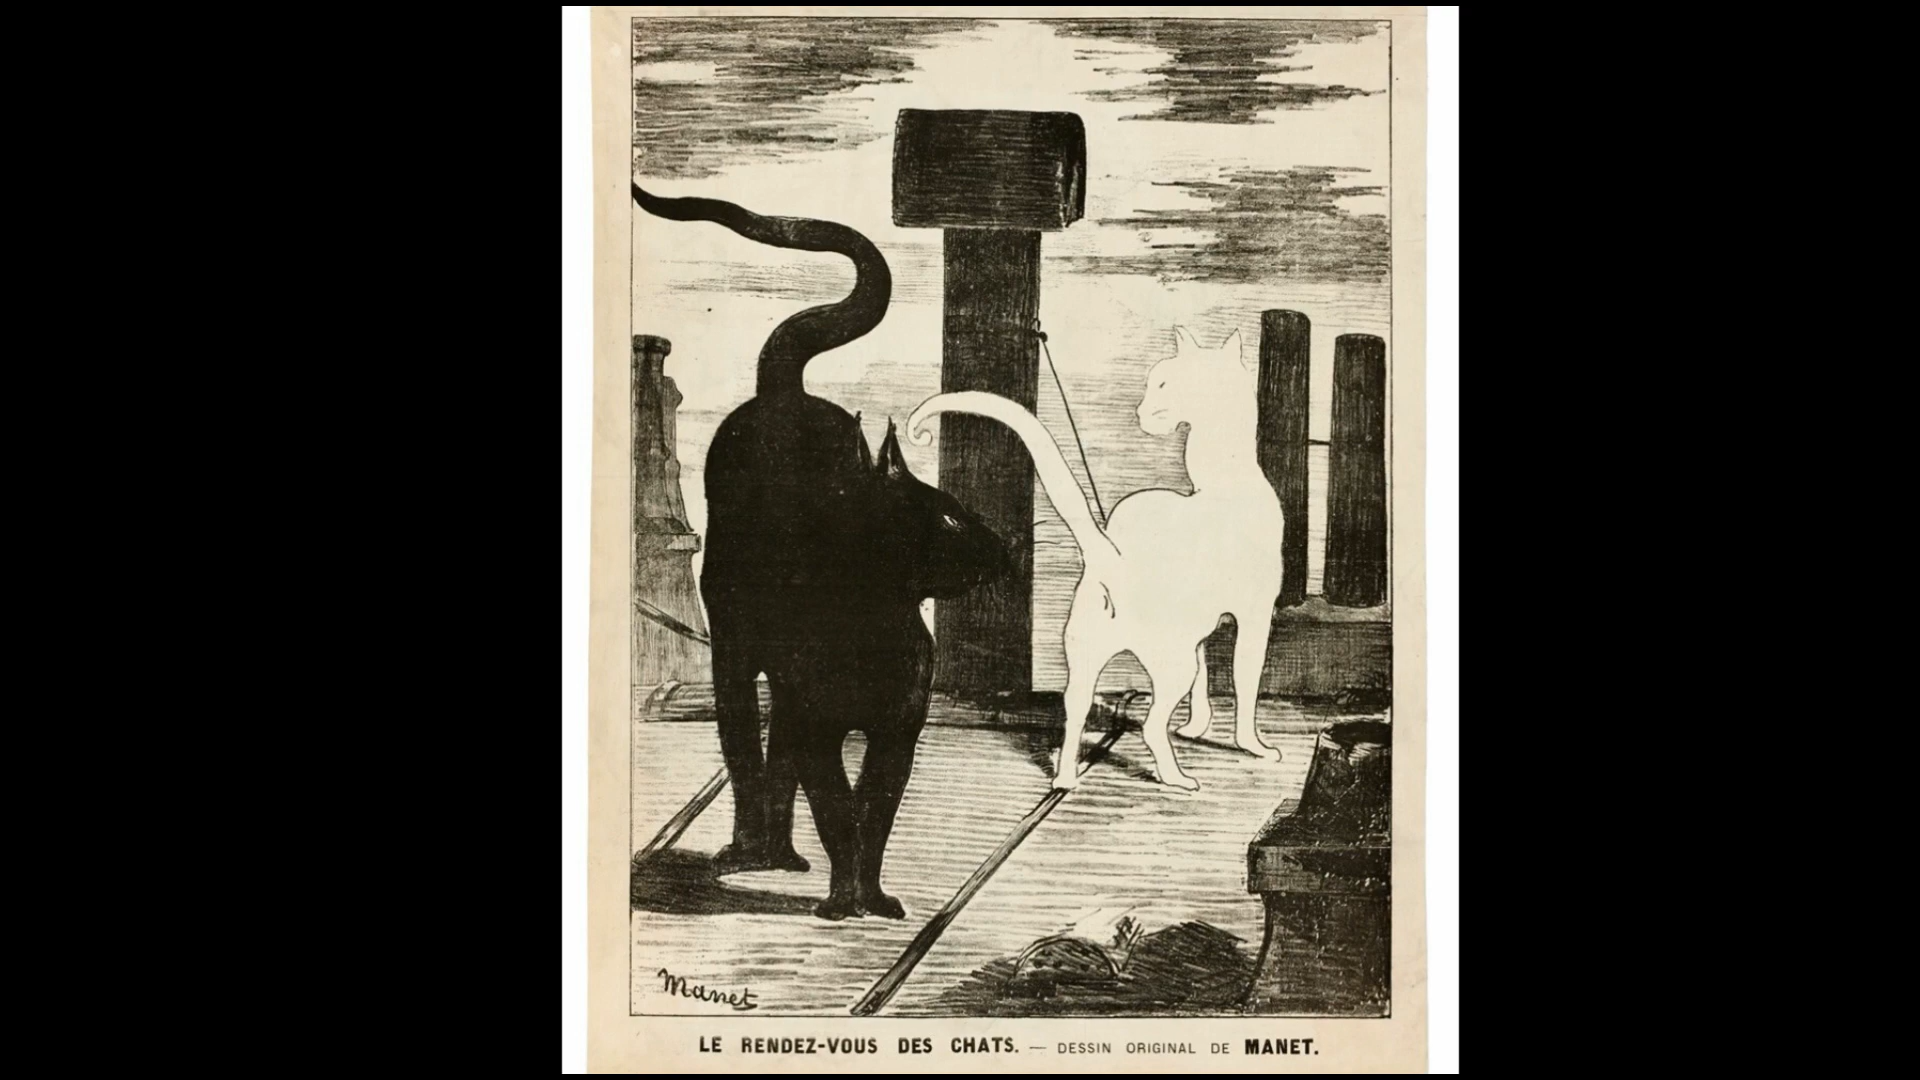 Manet
LE RENDEZ-VOUS DES CHATS. — DESSIN ORIGINAL DE MANET.